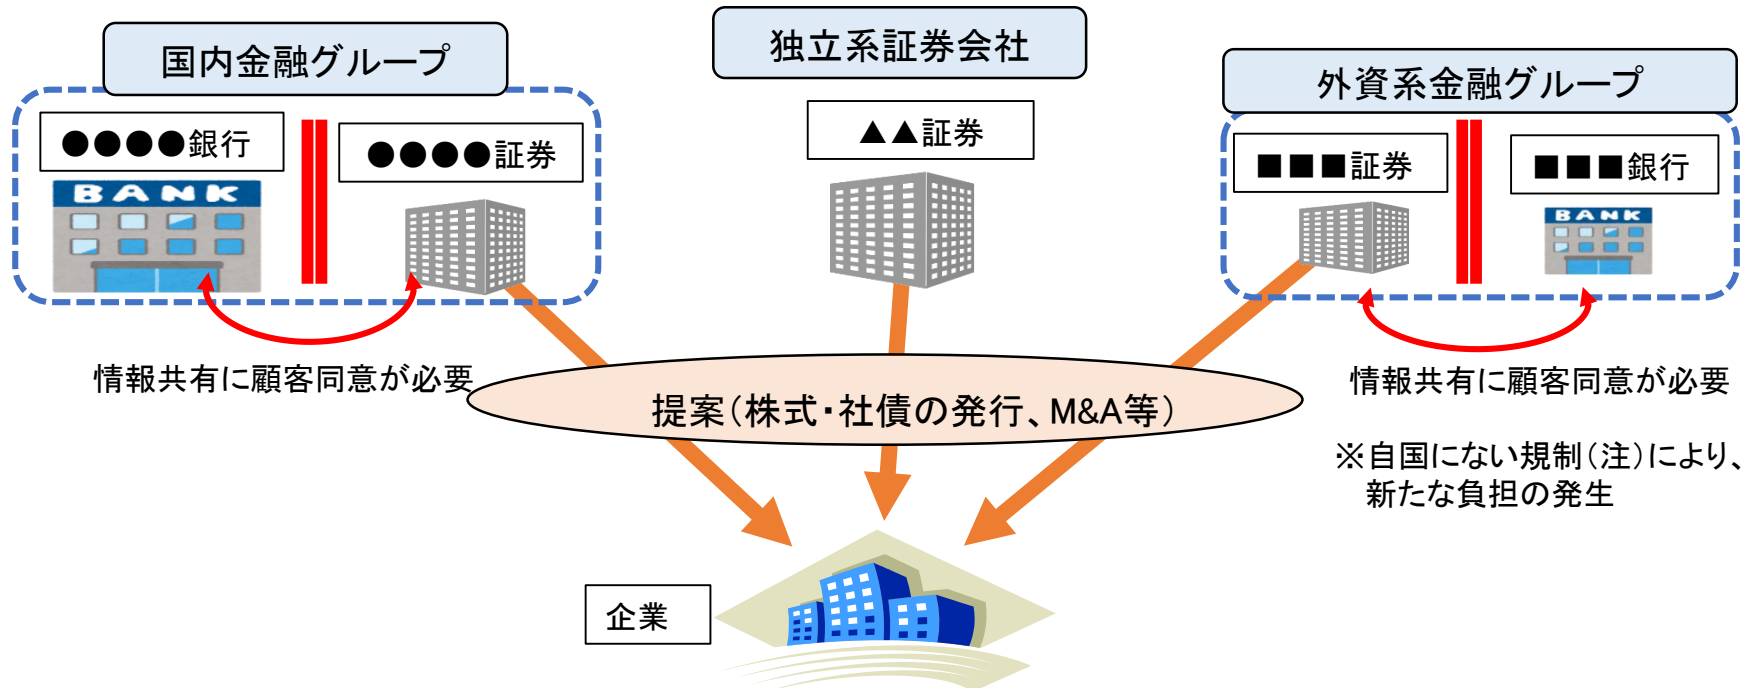 国内金融グループ
独立系証券会社
外資系金融グループ
●●●●銀行
●●●●証券
▲▲証券
■■■証券
■■■銀行
BANK
BANK
情報共有に顧客同意が必要
情報共有に顧客同意が必要
提案(株式・社債の発行、M&A等)
※自国にない規制(注)により、
新たな負担の発生
企業